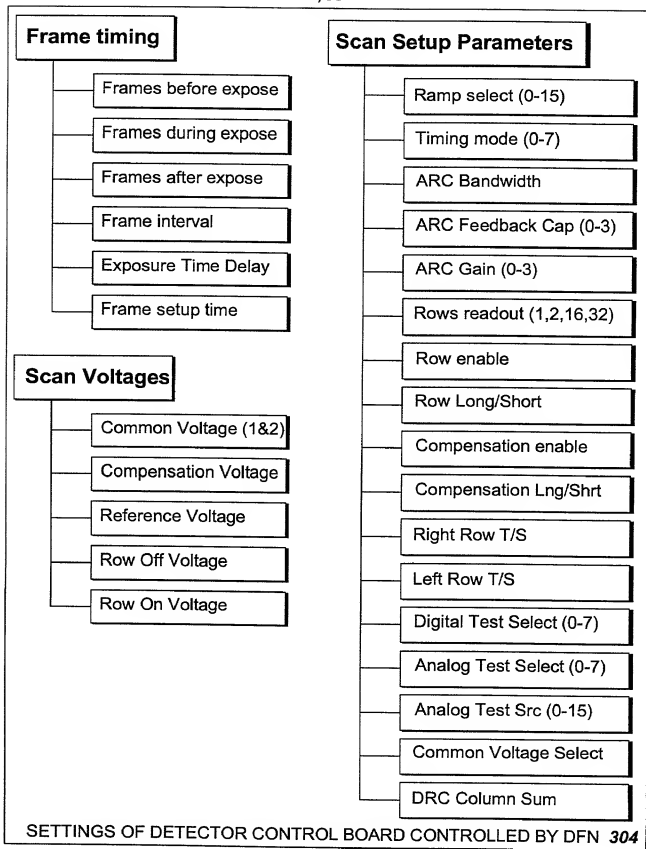 Frame timing
Frames before expose
Frames during expose
Frames after expose
Frame interval
Exposure Time Delay
Frame setup time
Scan Voltages
Common Voltage (1&2)
Compensation Voltage
Reference Voltage
Row Off Voltage
Row On Voltage
Scan Setup Parameters
Ramp select (0-15)
Timing mode (0-7)
ARC Bandwidth
ARC Feedback Cap (0-3)
ARC Gain (0-3)
Rows readout (1,2,16,32)
Row enable
Row Long/Short
Compensation enable
Compensation Lng/Shrt
Right Row T/S
Left Row T/S
Digital Test Select (0-7)
Analog Test Select (0-7)
Analog Test Src (0-15)
Common Voltage Select
DRC Column Sum
SETTINGS OF DETECTOR CONTROL BOARD CONTROLLED BY DFN 304